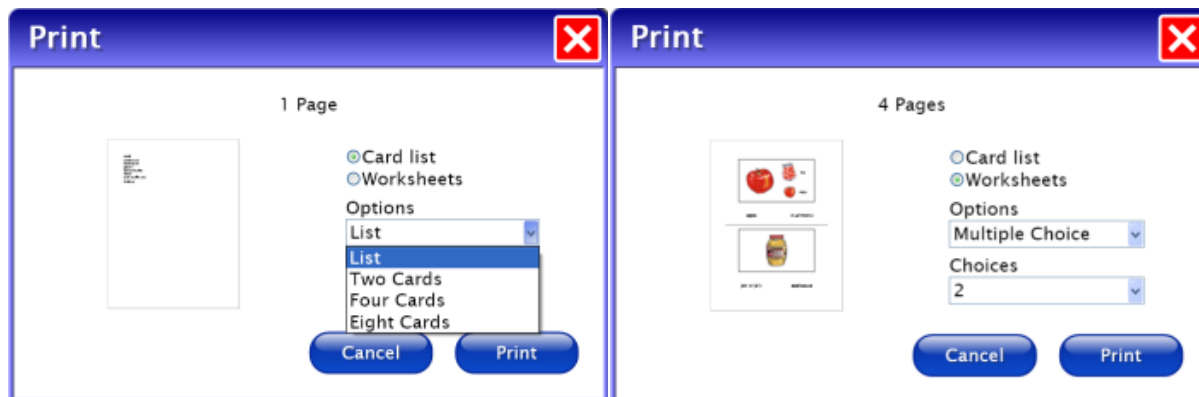 Print
1 Page
Card list
Worksheets
Options
List
List
Two Cards
Four Cards
Eight Cards
Cancel
Print
Print
4 Pages
Card list
Worksheets
Options
Multiple Choice
Choices
2
Cancel
Print